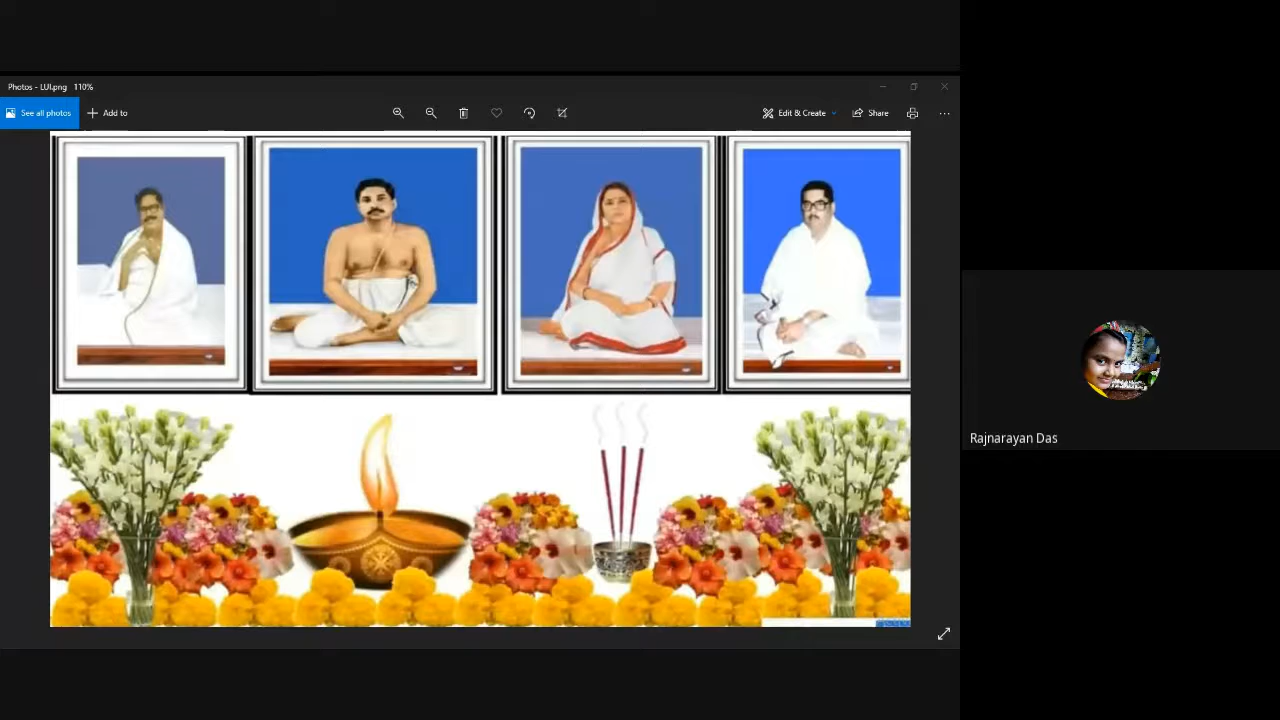 Photos - LUI.png 110%
See all photos
Add to
Edit & Create
Share
Rajnarayan Das